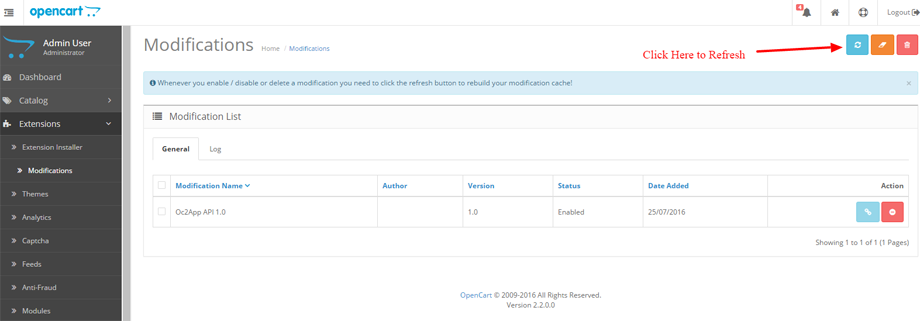 opencart
4
Logout
Admin User
Administrator
Modifications
Home / Modifications
Click Here to Refresh
Dashboard
Whenever you enable / disable or delete a modification you need to click the refresh button to rebuild your modification cache!
×
Catalog
Extensions
Modification List
Extension Installer
General
Log
Modifications
Modification Name
Author
Version
Status
Date Added
Action
Themes
Oc2App API 1.0
1.0
Enabled
25/07/2016
Analytics
Captcha
Showing 1 to 1 of 1 (1 Pages)
Feeds
Anti-Fraud
OpenCart © 2009-2016 All Rights Reserved.
Version 2.2.0.0
Modules